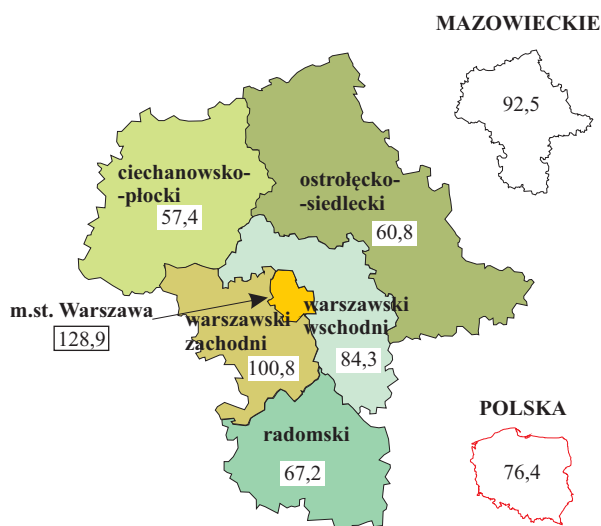 MAZOWIECKIE
92,5
ciechanowsko-
-płocki
57,4
ostrołęcko-
-siedlecki
60,8
m.st. Warszawa
128,9
warszawski
zachodni
100,8
warszawski
wschodni
84,3
radomski
67,2
POLSKA
76,4